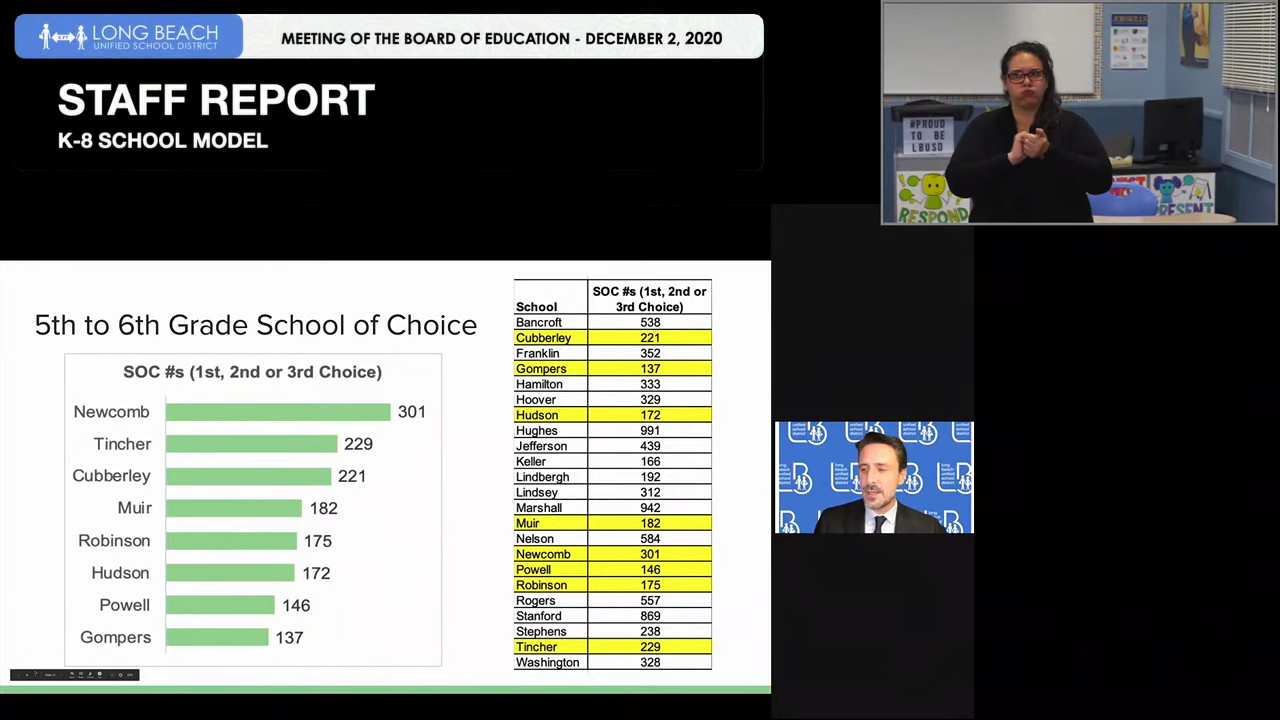 LONG BEACH
UNIFIED SCHOOL DISTRICT
MEETING OF THE BOARD OF EDUCATION - DECEMBER 2, 2020
STAFF REPORT
K-8 SCHOOL MODEL
#PROUD
TO BE
LBUSD
RESPOND
PRESENT
5th to 6th Grade School of Choice
SOC #s (1st, 2nd or 3rd Choice)
Newcomb 301
Tincher 229
Cubberley 221
Muir 182
Robinson 175
Hudson 172
Powell 146
Gompers 137
School SOC #s (1st, 2nd or
3rd Choice)
Bancroft 538
Cubberley 221
Franklin 352
Gompers 137
Hamilton 333
Hoover 329
Hudson 172
Hughes 991
Jefferson 439
Keller 166
Lindbergh 192
Lindsey 312
Marshall 942
Muir 182
Nelson 584
Newcomb 301
Powell 146
Robinson 175
Rogers 557
Stanford 869
Stephens 238
Tincher 229
Washington 328
long beach
unified
school
district